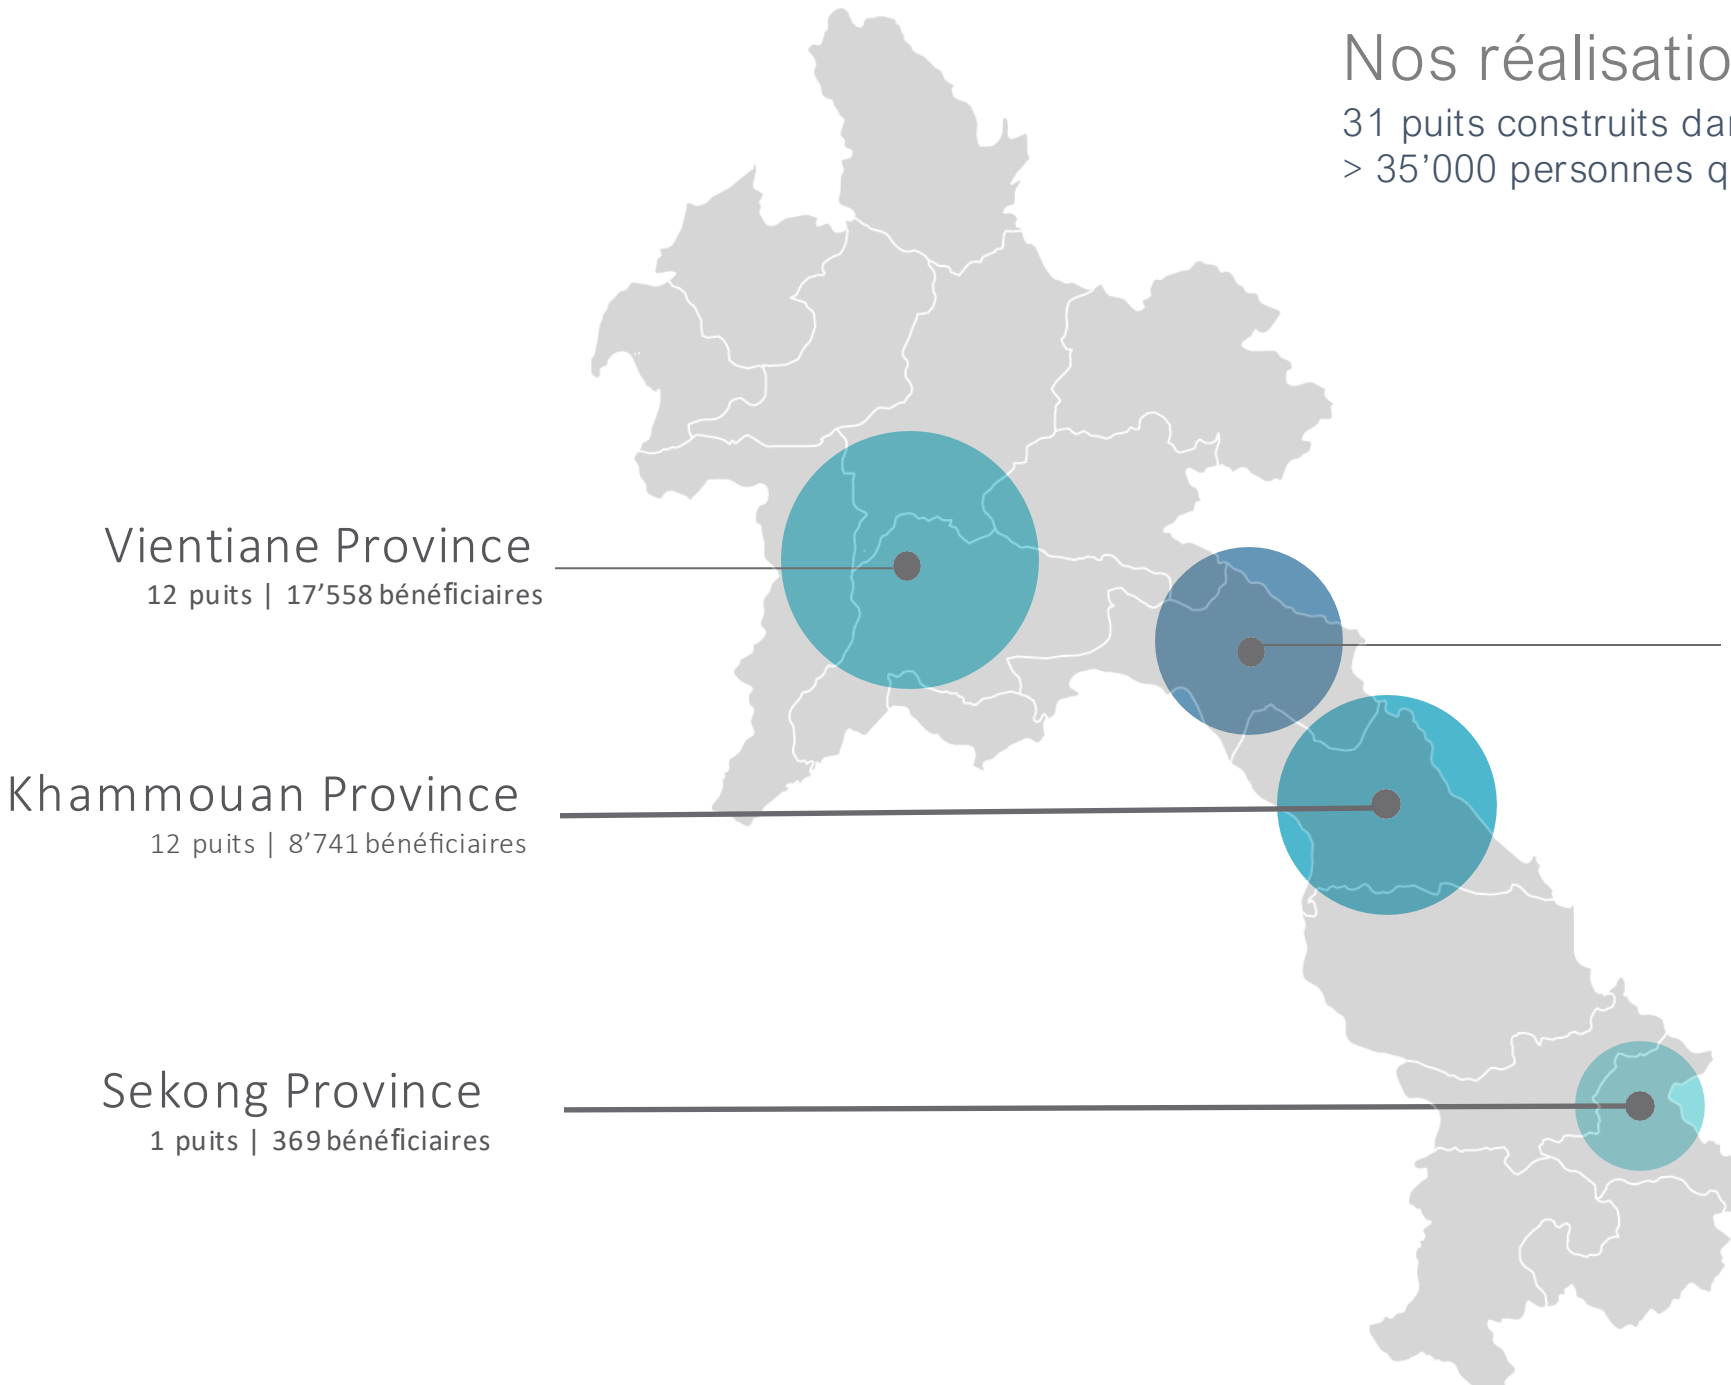 Nos réalisatio
31 puits construits dar
> 35’000 personnes q
Vientiane Province
12 puits | 17’558 bénéficiaires
Khammouan Province
12 puits | 8’741 bénéficiaires
Sekong Province
1 puits | 369 bénéficiaires